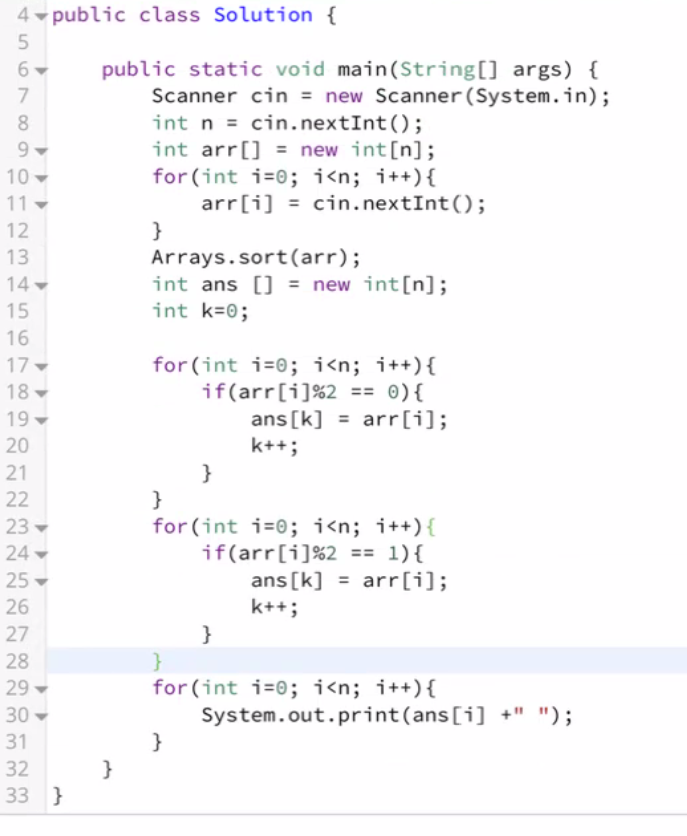 4 public class Solution {
5
6     public static void main(String[] args) {
7         Scanner cin = new Scanner(System.in);
8         int n = cin.nextInt();
9         int arr[] = new int[n];
10         for(int i=0; i<n; i++){
11             arr[i] = cin.nextInt();
12         }
13         Arrays.sort(arr);
14         int ans [] = new int[n];
15         int k=0;
16
17         for(int i=0; i<n; i++){
18             if(arr[i]%2 == 0){
19                 ans[k] = arr[i];
20                 k++;
21             }
22         }
23         for(int i=0; i<n; i++){
24             if(arr[i]%2 == 1){
25                 ans[k] = arr[i];
26                 k++;
27             }
28         }
29         for(int i=0; i<n; i++){
30             System.out.print(ans[i] +" ");
31         }
32     }
33 }